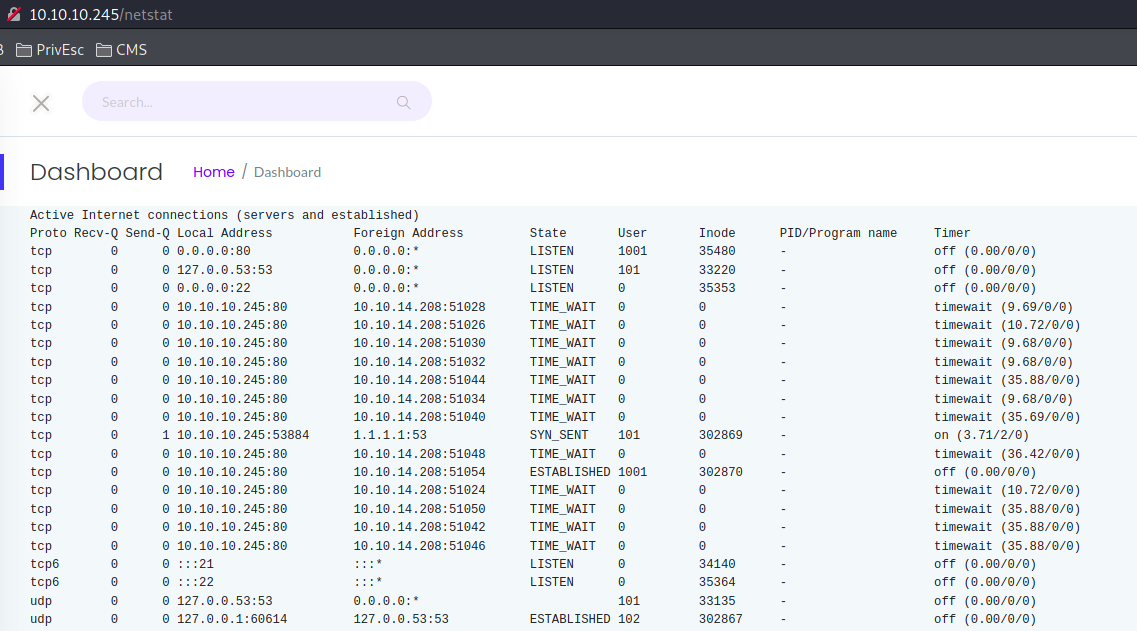 10.10.10.245/netstat
PrivEsc CMS
Search...
Dashboard Home / Dashboard
Active Internet connections (servers and established)
Proto Recv-Q Send-Q Local Address Foreign Address State User Inode PID/Program name Timer
tcp 0 0 0.0.0.0:80 0.0.0.0:* LISTEN 1001 35480 - off (0.00/0/0)
tcp 0 0 127.0.0.53:53 0.0.0.0:* LISTEN 101 33220 - off (0.00/0/0)
tcp 0 0 0.0.0.0:22 0.0.0.0:* LISTEN 0 35353 - off (0.00/0/0)
tcp 0 0 10.10.10.245:80 10.10.14.208:51028 TIME_WAIT 0 0 - timewait (9.69/0/0)
tcp 0 0 10.10.10.245:80 10.10.14.208:51026 TIME_WAIT 0 0 - timewait (10.72/0/0)
tcp 0 0 10.10.10.245:80 10.10.14.208:51030 TIME_WAIT 0 0 - timewait (9.68/0/0)
tcp 0 0 10.10.10.245:80 10.10.14.208:51032 TIME_WAIT 0 0 - timewait (9.68/0/0)
tcp 0 0 10.10.10.245:80 10.10.14.208:51044 TIME_WAIT 0 0 - timewait (35.88/0/0)
tcp 0 0 10.10.10.245:80 10.10.14.208:51034 TIME_WAIT 0 0 - timewait (9.68/0/0)
tcp 0 0 10.10.10.245:80 10.10.14.208:51040 TIME_WAIT 0 0 - timewait (35.69/0/0)
tcp 0 1 10.10.10.245:53884 1.1.1.1:53 SYN_SENT 101 302869 - on (3.71/2/0)
tcp 0 0 10.10.10.245:80 10.10.14.208:51048 TIME_WAIT 0 0 - timewait (36.42/0/0)
tcp 0 0 10.10.10.245:80 10.10.14.208:51054 ESTABLISHED 1001 302870 - off (0.00/0/0)
tcp 0 0 10.10.10.245:80 10.10.14.208:51024 TIME_WAIT 0 0 - timewait (10.72/0/0)
tcp 0 0 10.10.10.245:80 10.10.14.208:51050 TIME_WAIT 0 0 - timewait (35.88/0/0)
tcp 0 0 10.10.10.245:80 10.10.14.208:51042 TIME_WAIT 0 0 - timewait (35.88/0/0)
tcp 0 0 10.10.10.245:80 10.10.14.208:51046 TIME_WAIT 0 0 - timewait (35.88/0/0)
tcp6 0 0 :::21 :::* LISTEN 0 34140 - off (0.00/0/0)
tcp6 0 0 :::22 :::* LISTEN 0 35364 - off (0.00/0/0)
udp 0 0 127.0.0.53:53 0.0.0.0:* 101 33135 - off (0.00/0/0)
udp 0 0 127.0.0.1:60614 127.0.0.53:53 ESTABLISHED 102 302867 - off (0.00/0/0)